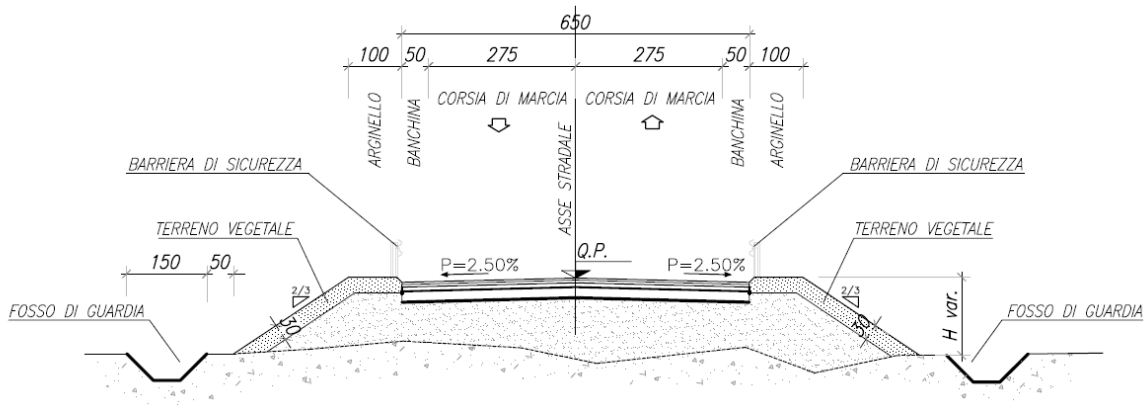 650
100 50 275 275 50 100
ARGINELLO
BANCHINA
CORSIA DI MARCIA
CORSIA DI MARCIA
BANCHINA
ARGINELLO
ASSE STRADALE
BARRIERA DI SICUREZZA
BARRIERA DI SICUREZZA
TERRENO VEGETALE
TERRENO VEGETALE
150 50
P=2.50%
Q.P.
P=2.50%
2/3
2/3
FOSSO DI GUARDIA
30
30
H var.
FOSSO DI GUARDIA